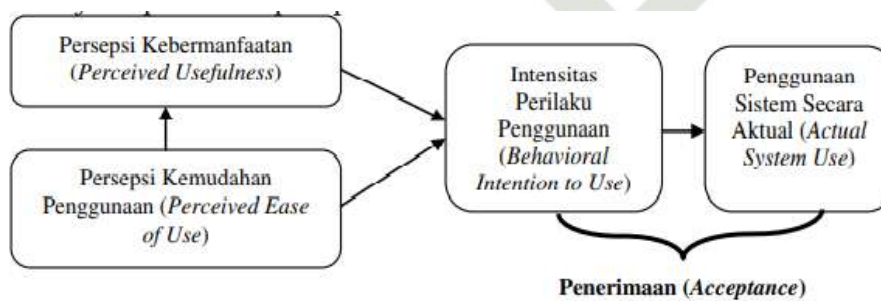 Persepsi Kebermanfaatan
(Perceived Usefulness)
Persepsi Kemudahan
Penggunaan (Perceived Ease
of Use)
Intensitas
Perilaku
Penggunaan
(Behavioral
Intention to Use)
Penggunaan
Sistem Secara
Aktual (Actual
System Use)
Penerimaan (Acceptance)